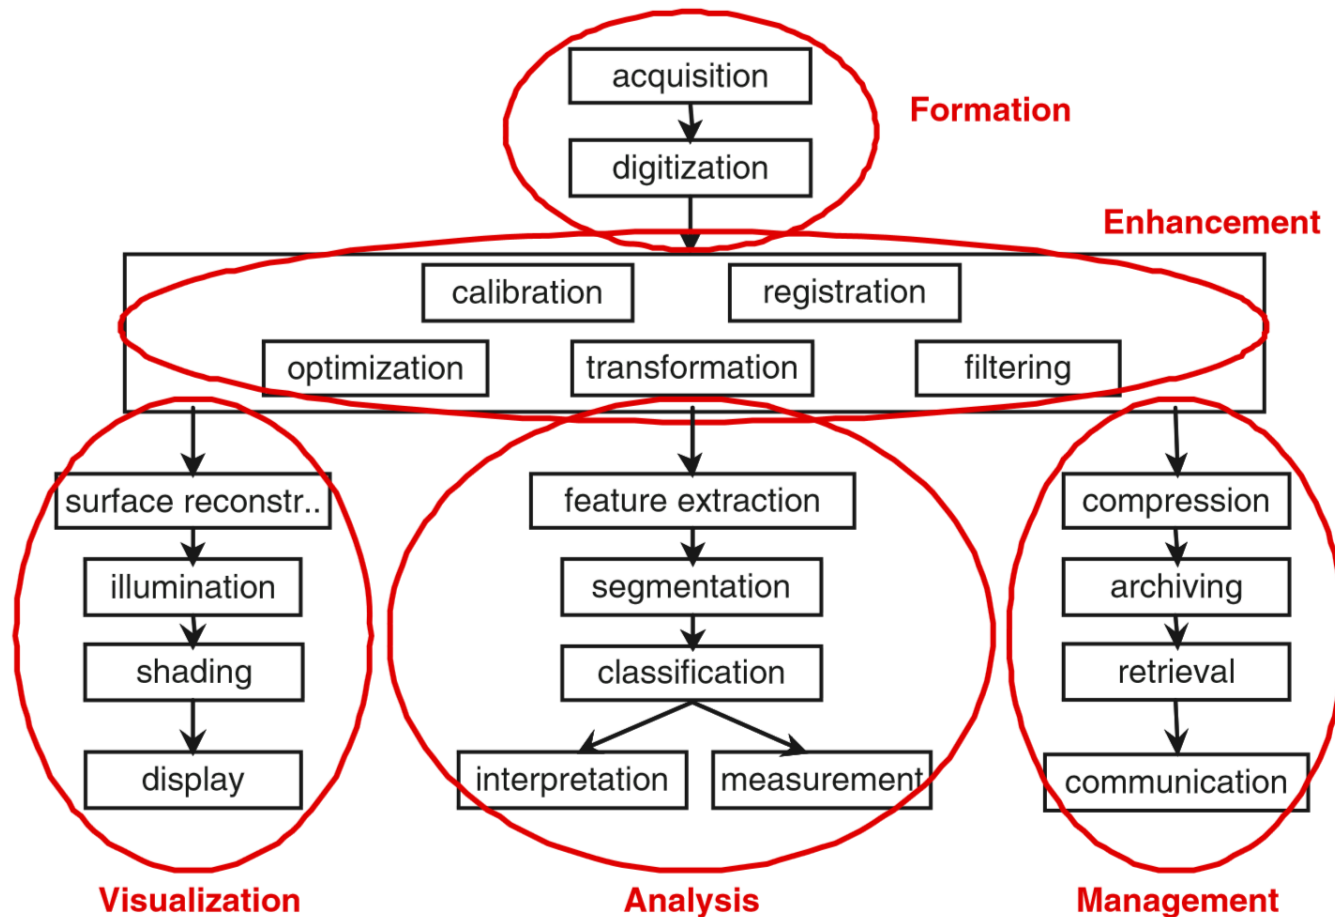 acquisition
Formation
digitization
Enhancement
calibration
registration
optimization
transformation
filtering
surface reconstr..
illumination
shading
display
Visualization
feature extraction
segmentation
classification
interpretation
measurement
Analysis
compression
archiving
retrieval
communication
Management